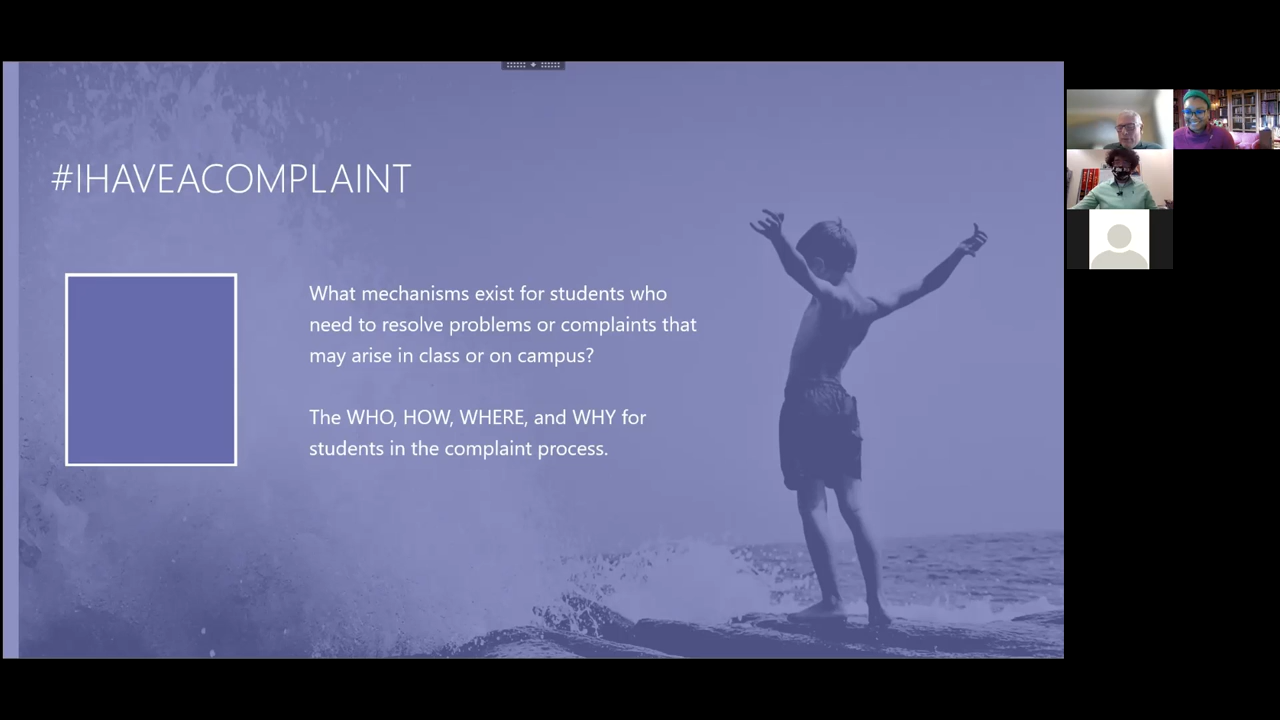 #IHAVEACOMPLAINT
What mechanisms exist for students who
need to resolve problems or complaints that
may arise in class or on campus?
The WHO, HOW, WHERE, and WHY for
students in the complaint process.